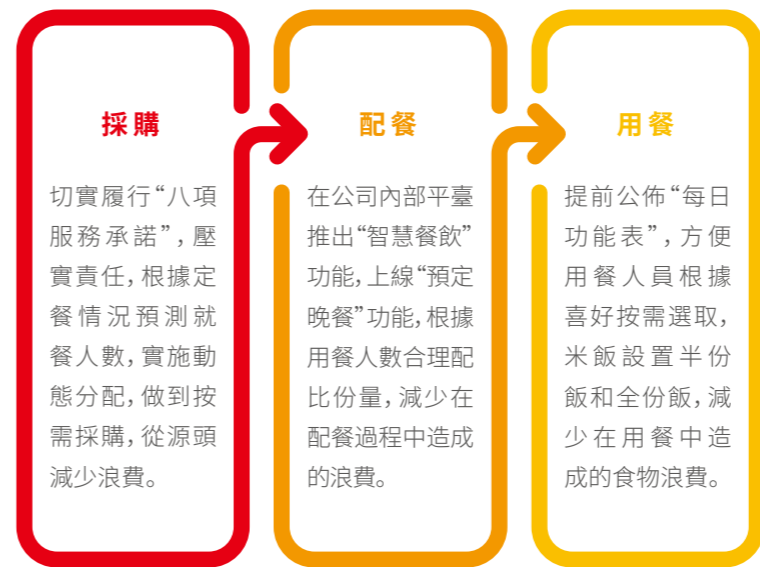 採購
切實履行“八項
服務承諾”，壓
實責任，根據定
餐情況預測就
餐人數，實施動
態分配，做到按
需採購，從源頭
減少浪費。
配餐
在公司內部平臺
推出“智慧餐飲”
功能，上線“預定
晚餐”功能，根據
用餐人數合理配
比份量，減少在
配餐過程中造成
的浪費。
用餐
提前公佈“每日
功能表”，方便
用餐人員根據
喜好按需選取，
米飯設置半份
飯和全份飯，減
少在用餐中造
成的食物浪費。